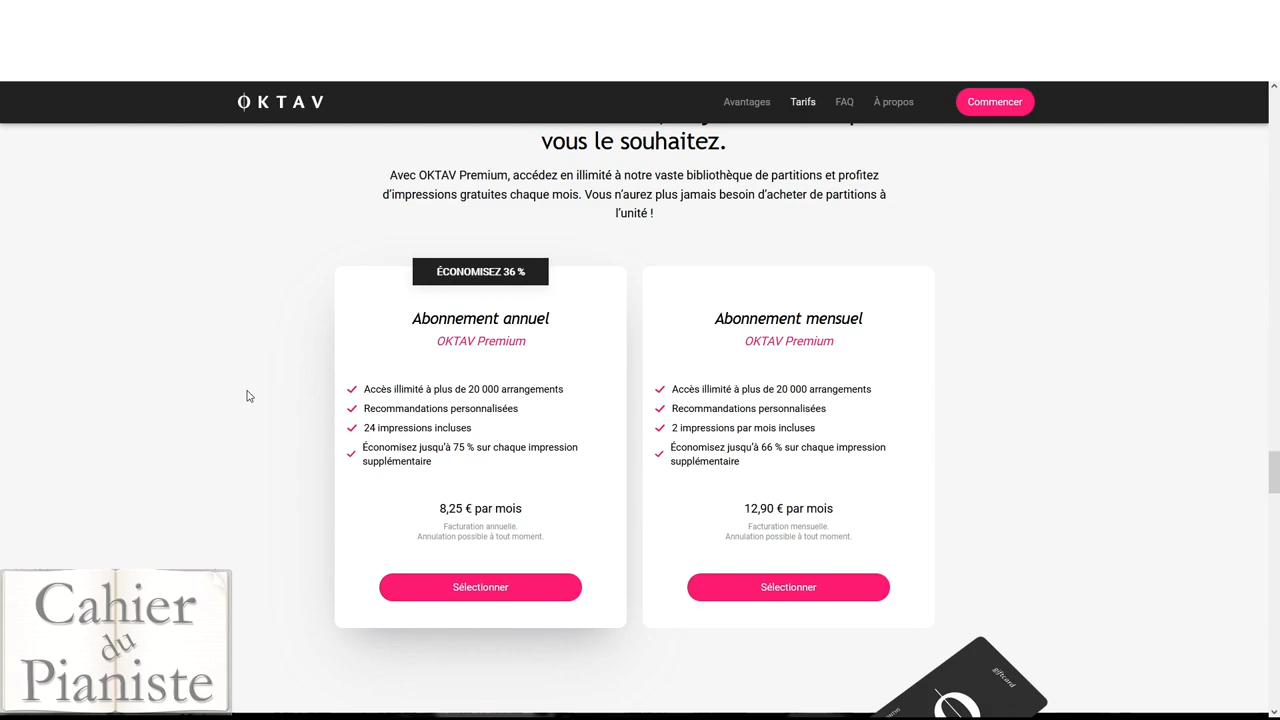 OKTAV
Avantages
Tarifs
FAQ
À propos
Commencer
vous le souhaitez.
Avec OKTAV Premium, accédez en illimité à notre vaste bibliothèque de partitions et profitez
d'impressions gratuites chaque mois. Vous n'aurez plus jamais besoin d'acheter de partitions à
l'unité !
ÉCONOMISEZ 36 %
Abonnement annuel
OKTAV Premium
Accès illimité à plus de 20 000 arrangements
Recommandations personnalisées
24 impressions incluses
Économisez jusqu'à 75 % sur chaque impression
supplémentaire
8,25 € par mois
Facturation annuelle.
Annulation possible à tout moment.
Sélectionner
Abonnement mensuel
OKTAV Premium
Accès illimité à plus de 20 000 arrangements
Recommandations personnalisées
2 impressions par mois incluses
Économisez jusqu'à 66 % sur chaque impression
supplémentaire
12,90 € par mois
Facturation mensuelle.
Annulation possible à tout moment.
Sélectionner
Cahier
du
Pianiste
giftcard